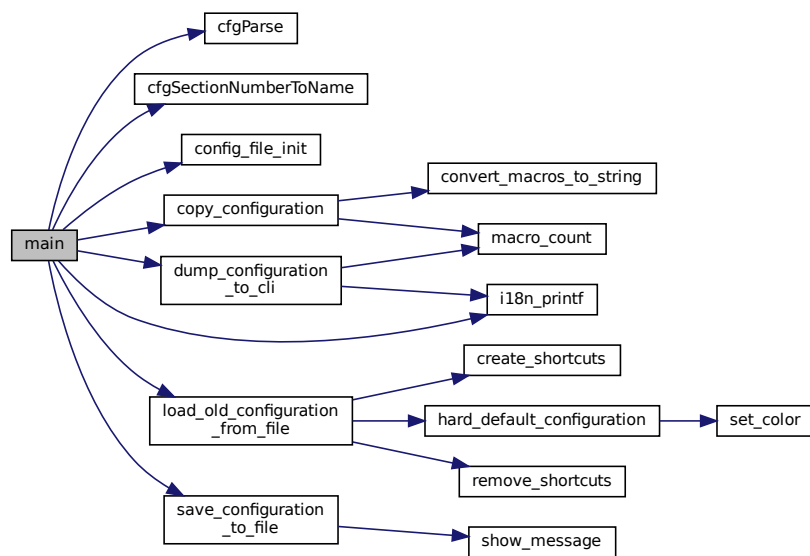 cfgParse
cfgSectionNumberToName
config_file_init
convert_macros_to_string
copy_configuration
macro_count
main
dump_configuration
_to_cli
i18n_printf
create_shortcuts
load_old_configuration
_from_file
hard_default_configuration
set_color
remove_shortcuts
save_configuration
_to_file
show_message